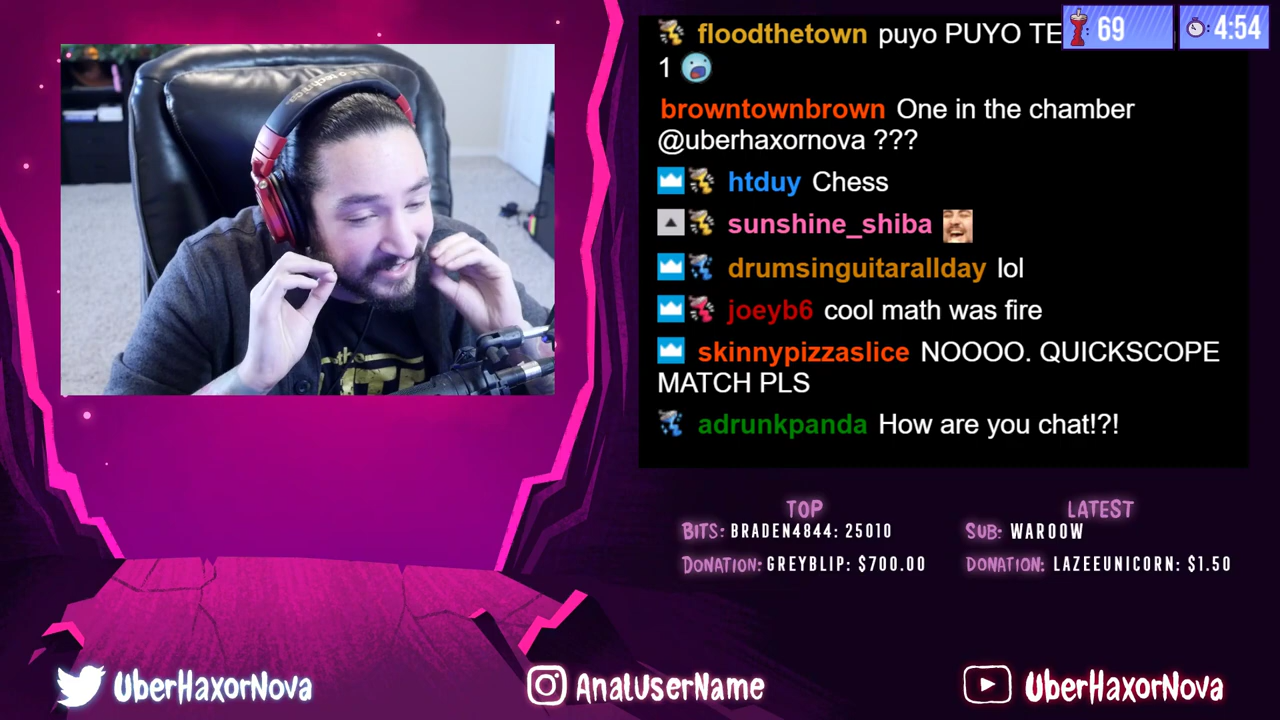 floodthetown puyo PUYO TE
1
browntownbrown One in the chamber
@uberhaxornova ???
htduy Chess
sunshine_shiba
drumsinguitarallday lol
joeyb6 cool math was fire
skinnypizzaslice NOOOO. QUICKSCOPE
MATCH PLS
adrunkpanda How are you chat!?!
69
4:54
TOP
BITS: BRADEN4844: 25010
DONATION: GREYBLIP: $700.00
LATEST
SUB: WAROOW
DONATION: LAZEEUNICORN: $1.50
UberHaxorNova
AnalUserName
UberHaxorNova